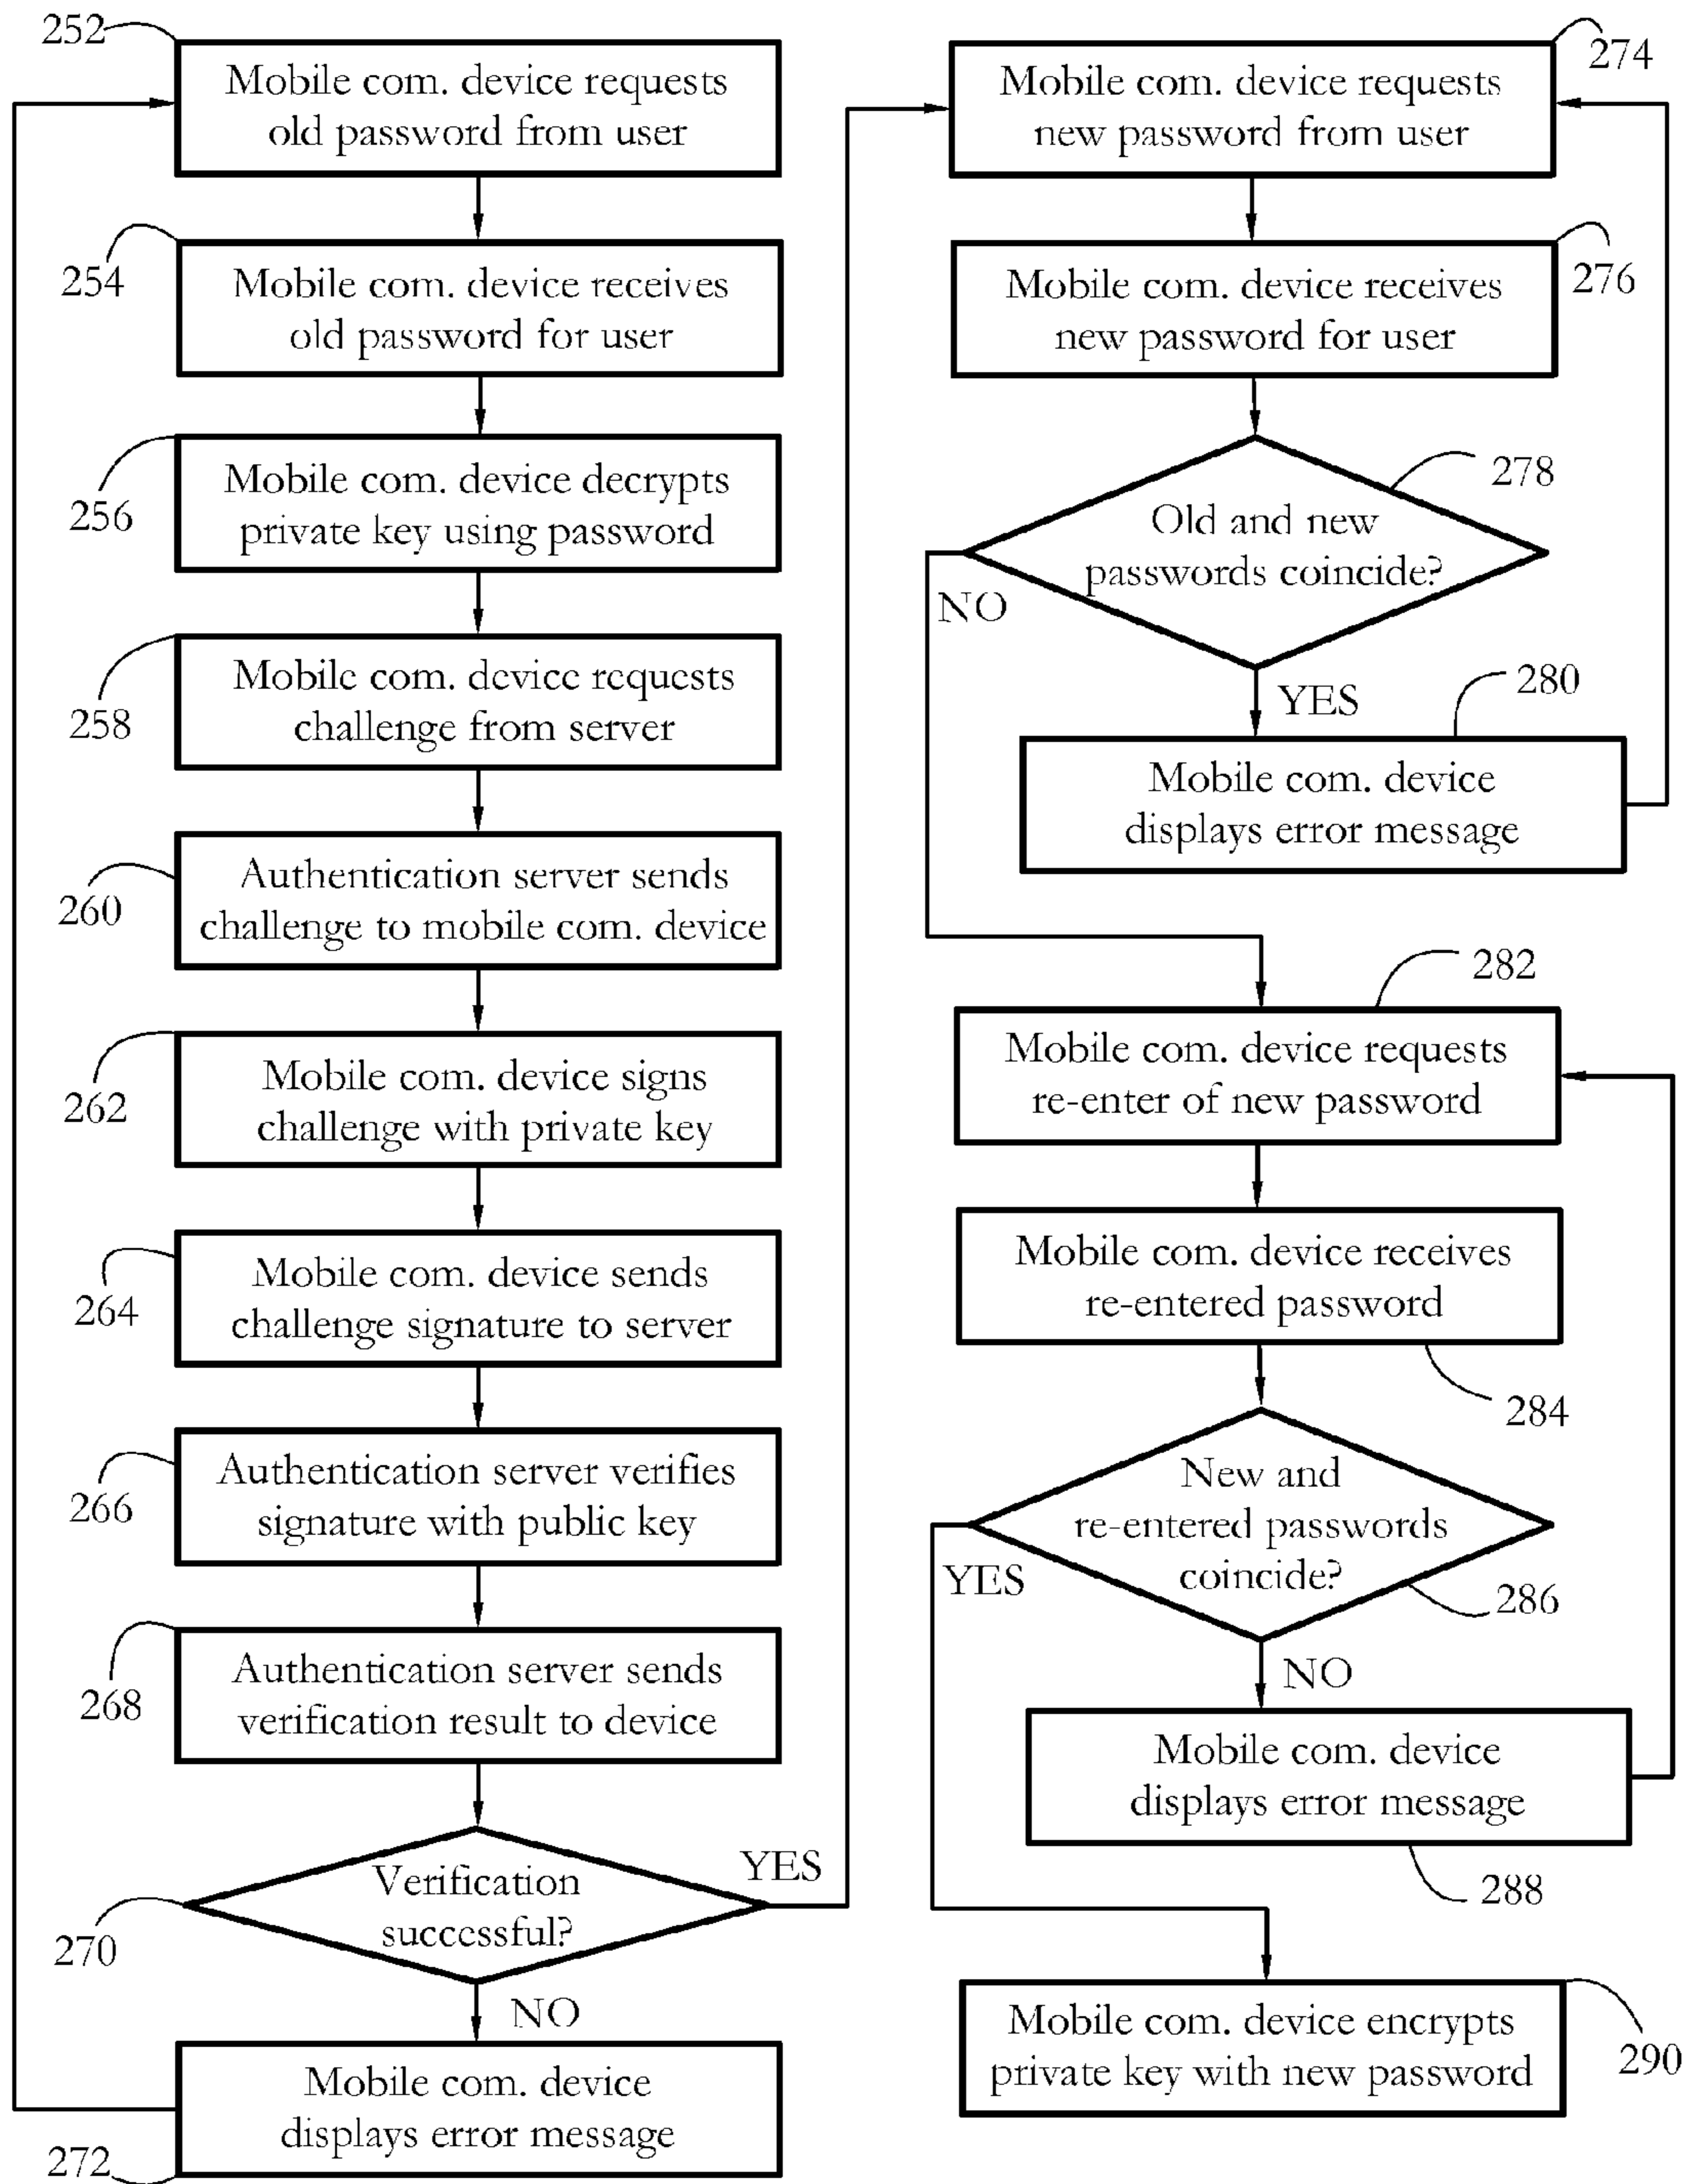 252
Mobile com. device requests
old password from user
254
Mobile com. device receives
old password for user
256
Mobile com. device decrypts
private key using password
258
Mobile com. device requests
challenge from server
260
Authentication server sends
challenge to mobile com. device
262
Mobile com. device signs
challenge with private key
264
Mobile com. device sends
challenge signature to server
266
Authentication server verifies
signature with public key
268
Authentication server sends
verification result to device
270
Verification
successful?
YES
NO
272
Mobile com. device
displays error message
274
Mobile com. device requests
new password from user
276
Mobile com. device receives
new password for user
278
Old and new
passwords coincide?
NO
YES
280
Mobile com. device
displays error message
282
Mobile com. device requests
re-enter of new password
Mobile com. device receives
re-entered password
284
New and
re-entered passwords
coincide?
YES
286
NO
Mobile com. device
displays error message
288
Mobile com. device encrypts
private key with new password
290